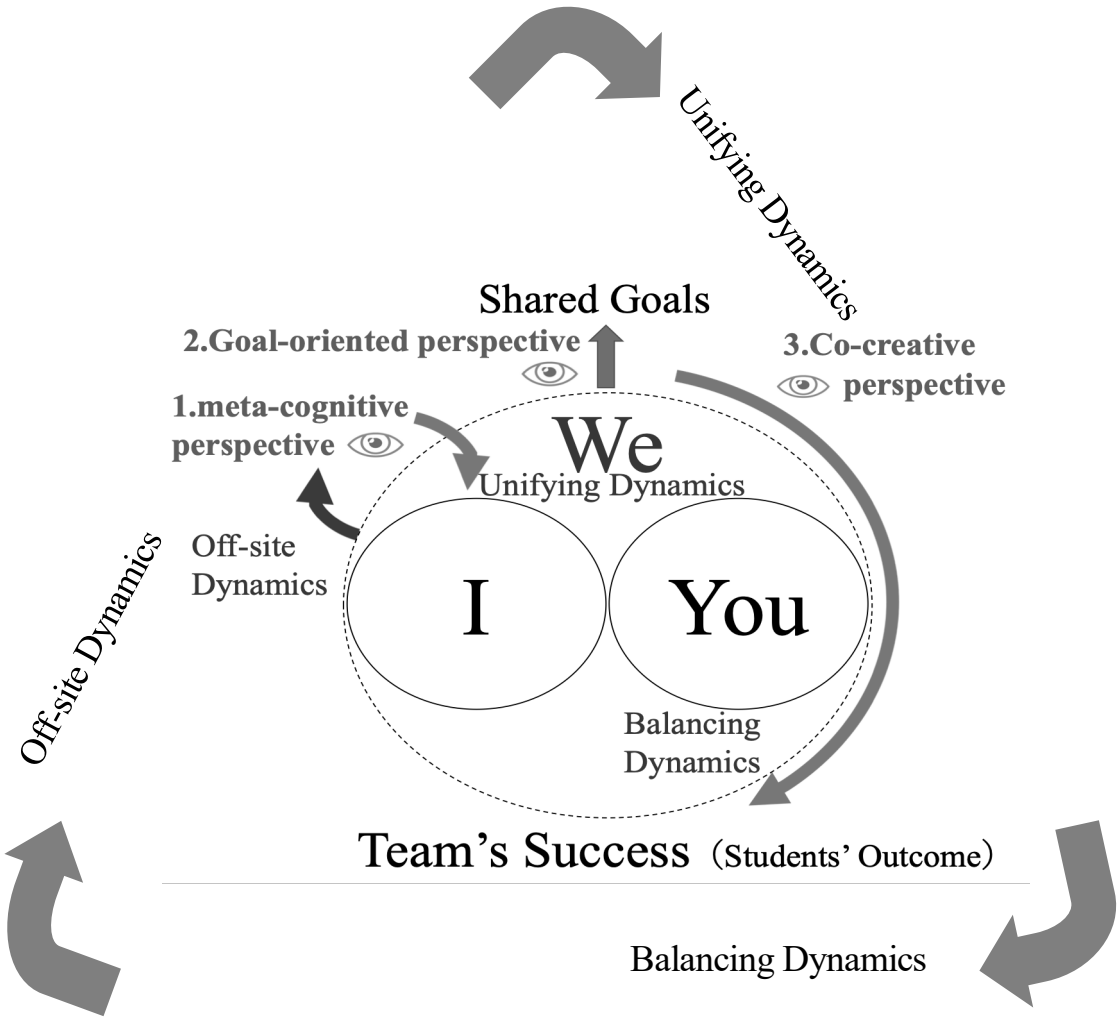 Unifying Dynamics
Shared Goals
2.Goal-oriented perspective
3.Co-creative
perspective
1.meta-cognitive
perspective
We
Unifying Dynamics
Off-site
Dynamics
Off-site Dynamics
I
You
Balancing
Dynamics
Team’s Success（Students’ Outcome）
Balancing Dynamics